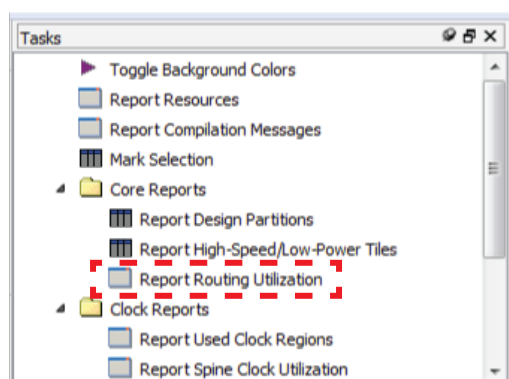 Tasks
Toggle Background Colors
Report Resources
Report Compilation Messages
Mark Selection
Core Reports
Report Design Partitions
Report High-Speed/Low-Power Tiles
Report Routing Utilization
Clock Reports
Report Used Clock Regions
Report Spine Clock Utilization